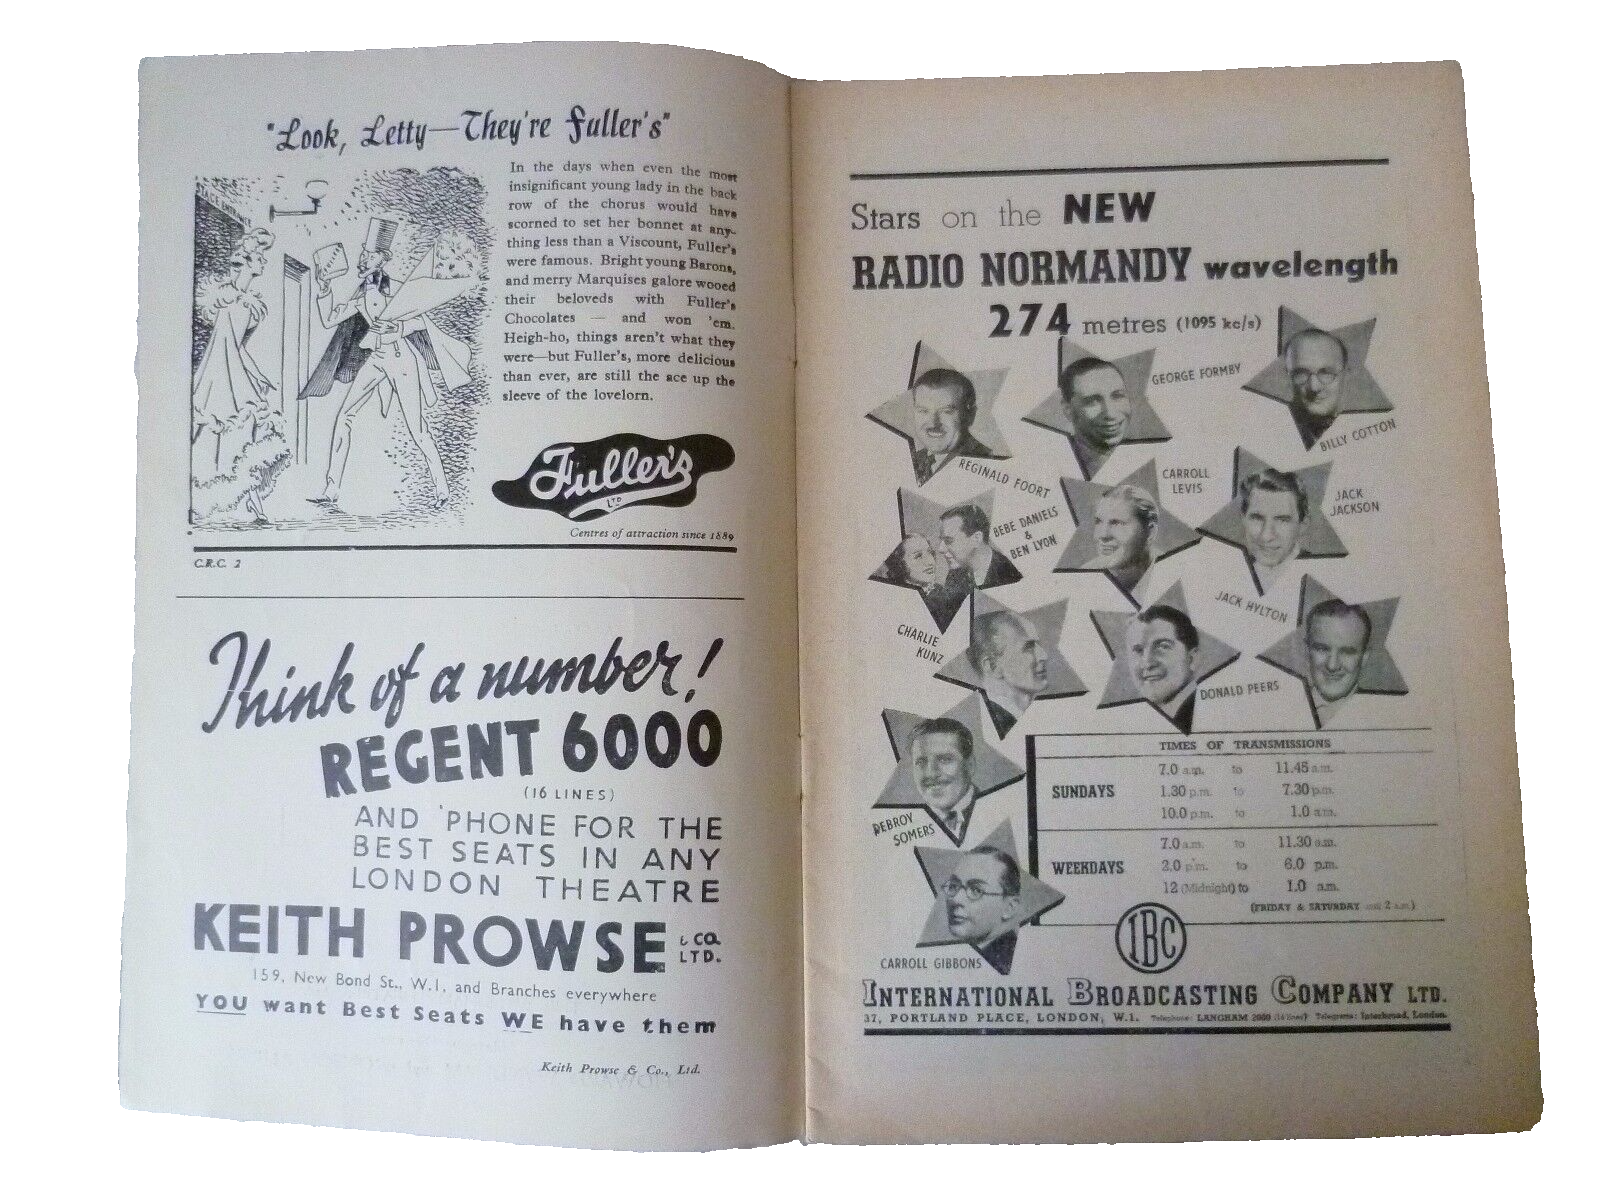 "Look, Letty—They're Fuller's"
STAGE ENTRANCE
In the days when even the most
insignificant young lady in the back
row of the chorus would have
scorned to set her bonnet at any-
thing less than a Viscount, Fuller's
were famous. Bright young Barons,
and merry Marquises galore wooed
their beloveds with Fuller's
Chocolates — and won 'em.
Heigh-ho, things aren't what they
were—but Fuller's, more delicious
than ever, are still the ace up the
sleeve of the lovelorn.
Fuller's
LTD
Centres of attraction since 1889
C.R.C. 2
Think of a number!
REGENT 6000
(16 LINES)
AND 'PHONE FOR THE
BEST SEATS IN ANY
LONDON THEATRE
KEITH PROWSE & CO. LTD.
159, New Bond St., W.1, and Branches everywhere
YOU want Best Seats WE have them
Keith Prowse & Co., Ltd.
Stars on the NEW
RADIO NORMANDY wavelength
274 metres (1095 kc/s)
GEORGE FORMBY
BILLY COTTON
REGINALD FOORT
CARROLL
LEVIS
JACK
JACKSON
BEBE DANIELS
&
BEN LYON
JACK HYLTON
CHARLIE
KUNZ
DONALD PEERS
DEBROY
SOMERS
CARROLL GIBBONS
TIMES OF TRANSMISSIONS
SUNDAYS
7.0 a.m. to 11.45 a.m.
1.30 p.m. to 7.30 p.m.
10.0 p.m. to 1.0 a.m.
WEEKDAYS
7.0 a.m. to 11.30 a.m.
2.0 p.m. to 6.0 p.m.
12 (Midnight) to 1.0 a.m.
(FRIDAY & SATURDAY until 2 a.m.)
IBC
INTERNATIONAL BROADCASTING COMPANY LTD.
37, PORTLAND PLACE, LONDON, W.1. Telephone: LANGHAM 2000 (16 lines) Telegrams: Interbroad, London.